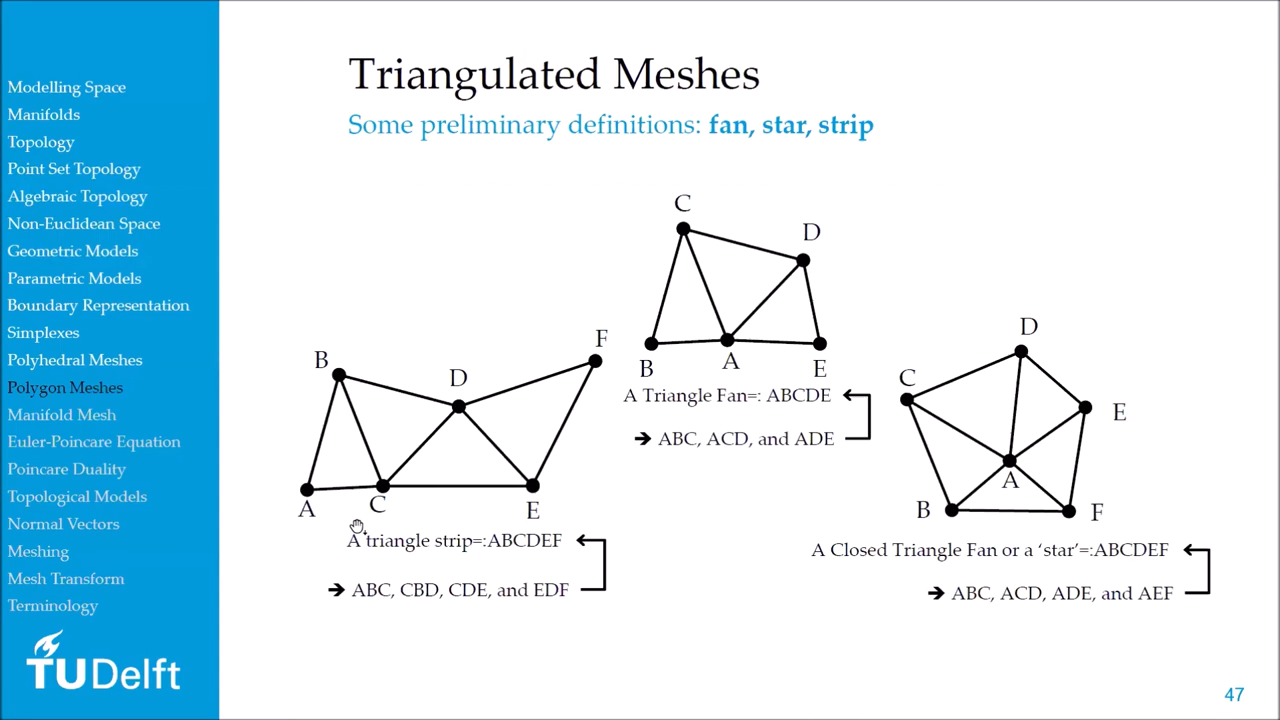 Modelling Space
Manifolds
Topology
Point Set Topology
Algebraic Topology
Non-Euclidean Space
Geometric Models
Parametric Models
Boundary Representation
Simplexes
Polyhedral Meshes
Polygon Meshes
Manifold Mesh
Euler-Poincare Equation
Poincare Duality
Topological Models
Normal Vectors
Meshing
Mesh Transform
Terminology
TUDelft
Triangulated Meshes
Some preliminary definitions: fan, star, strip
B
D
F
A
C
E
A triangle strip=:ABCDEF
➔ ABC, CBD, CDE, and EDF
C
D
B
A
E
A Triangle Fan=: ABCDE
➔ ABC, ACD, and ADE
D
C
E
A
B
F
A Closed Triangle Fan or a ‘star’=:ABCDEF
➔ ABC, ACD, ADE, and AEF
47